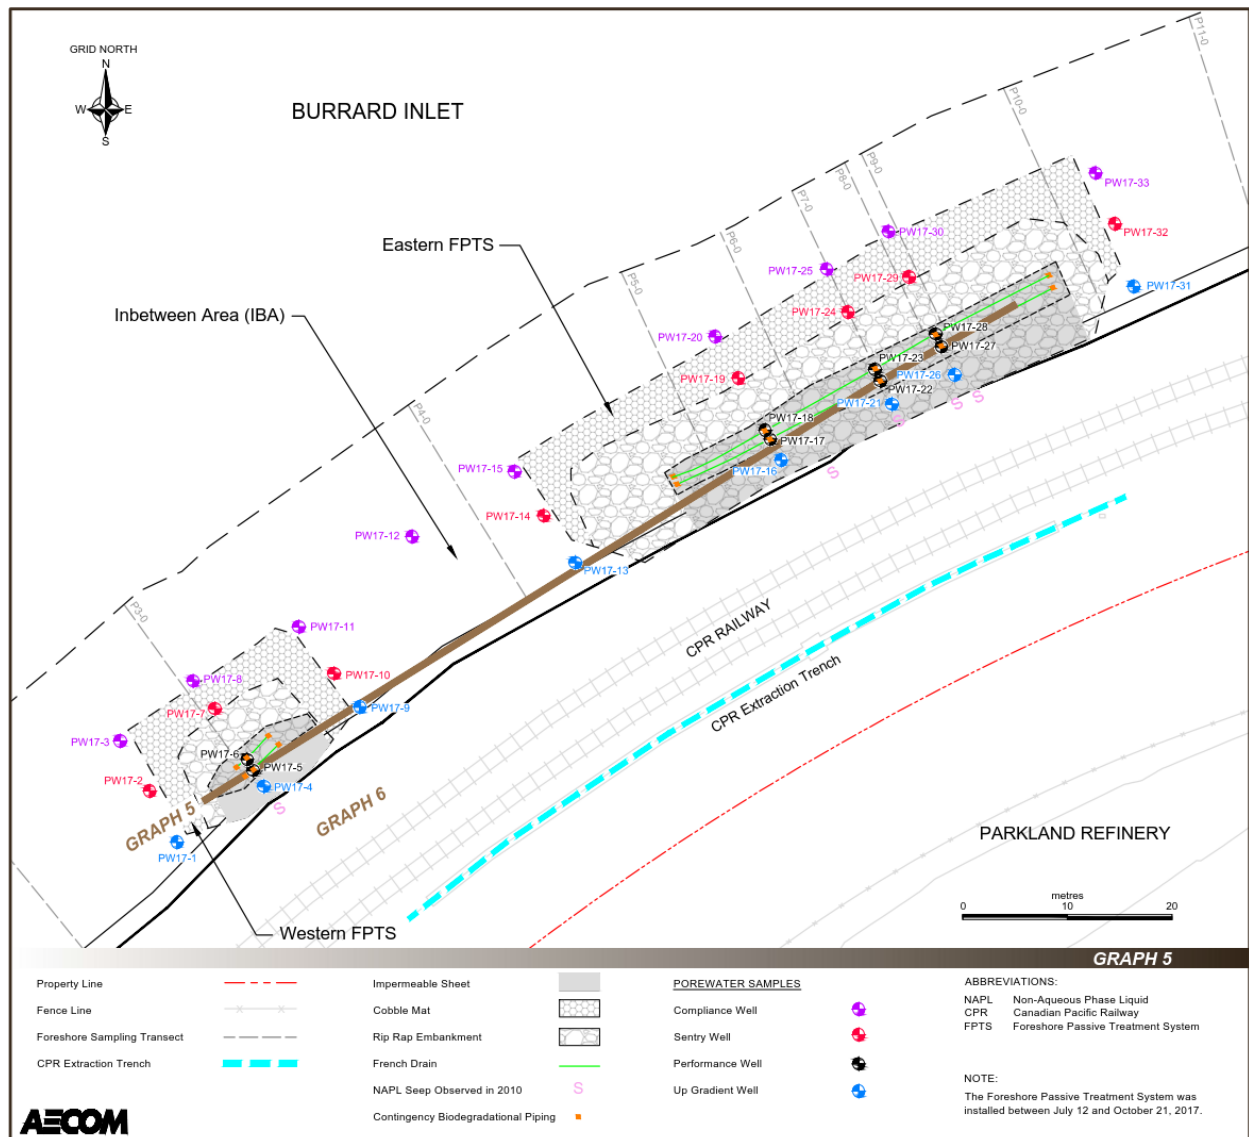 GRID NORTH
N
W
E
S
BURRARD INLET
P11-0
P10-0
P9-0
P8-0
P7-0
P6-0
P5-0
P4-0
P3-0
PW17-33
PW17-32
PW17-31
PW17-30
PW17-29
PW17-28
PW17-27
PW17-26
PW17-25
PW17-24
PW17-23
PW17-22
PW17-21
S
S
S
S
Eastern FPTS
PW17-20
PW17-19
PW17-18
PW17-17
PW17-16
Inbetween Area (IBA)
PW17-15
PW17-14
PW17-13
PW17-12
PW17-11
PW17-10
PW17-9
PW17-8
PW17-7
PW17-6
PW17-5
PW17-4
S
PW17-3
PW17-2
PW17-1
GRAPH 5
GRAPH 6
CPR RAILWAY
CPR Extraction Trench
PARKLAND REFINERY
Western FPTS
metres
0 10 20
GRAPH 5
Property Line
Fence Line
Foreshore Sampling Transect
CPR Extraction Trench
Impermeable Sheet
Cobble Mat
Rip Rap Embankment
French Drain
NAPL Seep Observed in 2010 S
Contingency Biodegradational Piping
POREWATER SAMPLES
Compliance Well
Sentry Well
Performance Well
Up Gradient Well
ABBREVIATIONS:
NAPL Non-Aqueous Phase Liquid
CPR Canadian Pacific Railway
FPTS Foreshore Passive Treatment System
NOTE:
The Foreshore Passive Treatment System was
installed between July 12 and October 21, 2017.
AECOM